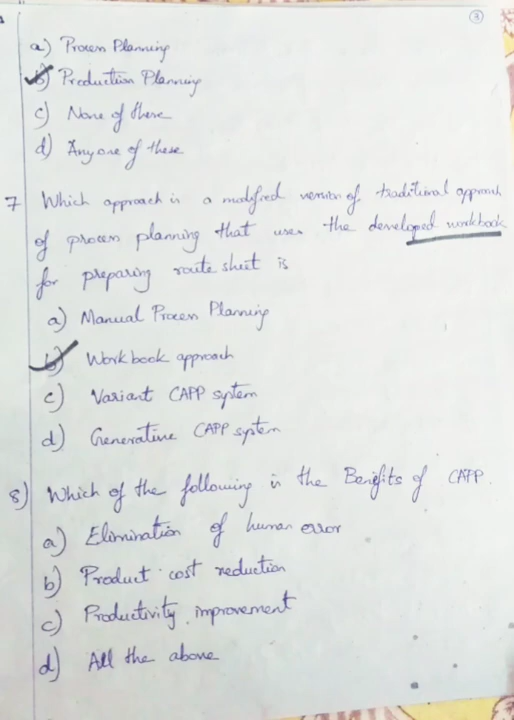 3
a) Process Planning
b) Production Planning
c) None of these
d) Any one of these
7 Which approach is a modified version of traditional approach
of process planning that uses the developed workbook
for preparing route sheet is
a) Manual Process Planning
b) Work book approach
c) Variant CAPP system
d) Generative CAPP system
8) Which of the following is the Benifits of CAPP.
a) Elimination of human error
b) Product cost reduction
c) Productivity improvement
d) All the above